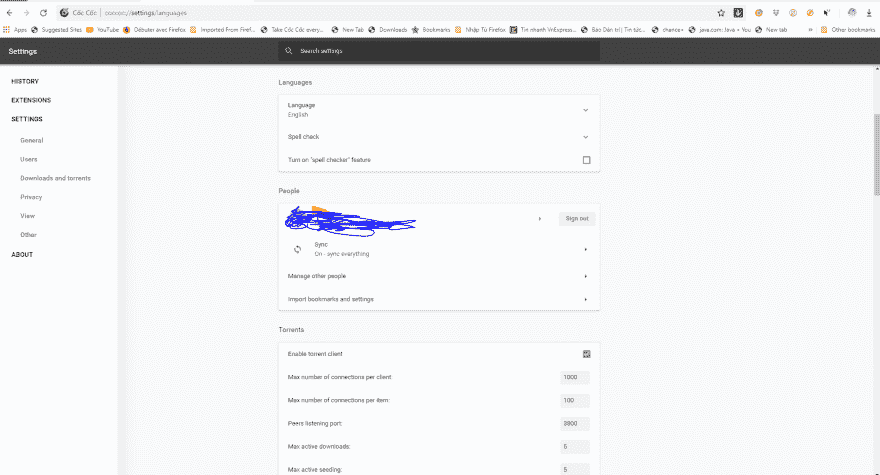 Cốc Cốc | coccoc://settings/languages
Apps Suggested Sites YouTube Débuter avec Firefox Imported From Firef... Take Cốc Cốc every... New Tab Downloads Bookmarks Nhập Từ Firefox Tin nhanh VnExpress... Báo Dân trí | Tin tức... chance» java.com: Java + You New tab » Other bookmarks
Settings
Search settings
HISTORY
EXTENSIONS
SETTINGS
General
Users
Downloads and torrents
Privacy
View
Other
ABOUT
Languages
Language
English
Spell check
Turn on "spell checker" feature
People
Sign out
Sync
On - sync everything
Manage other people
Import bookmarks and settings
Torrents
Enable torrent client
Max number of connections per client: 1000
Max number of connections per item: 100
Peers listening port: 3800
Max active downloads: 5
Max active seeding: 5